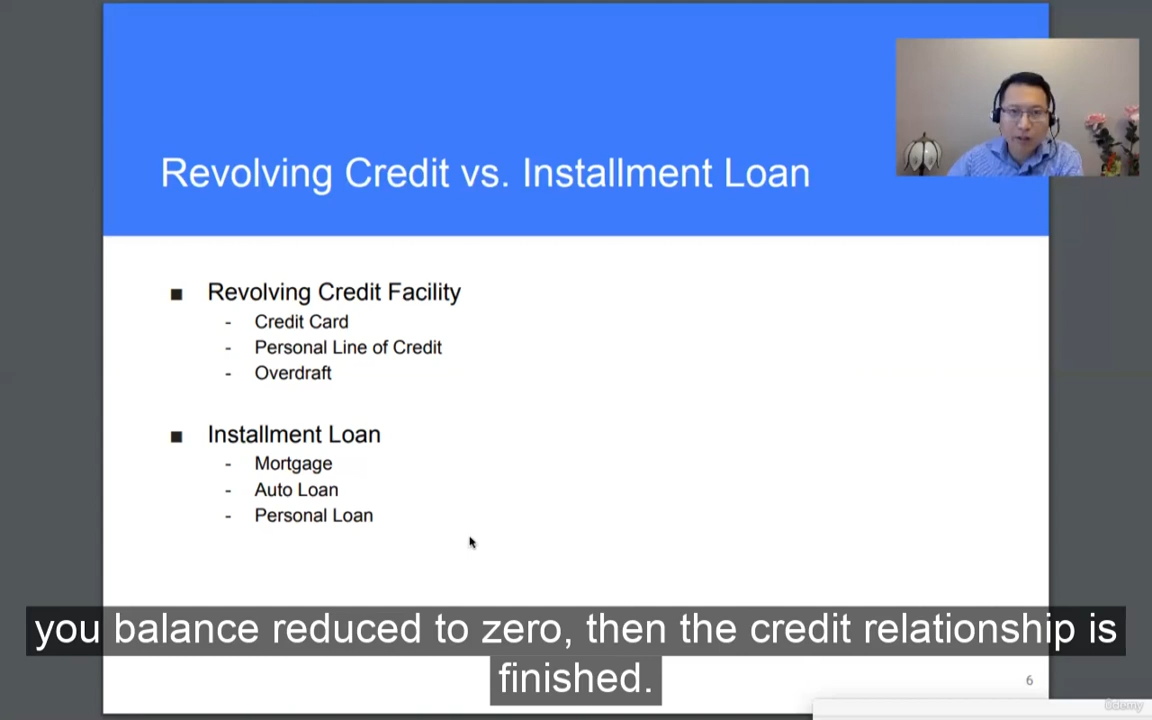 Revolving Credit vs. Installment Loan
■ Revolving Credit Facility
- Credit Card
- Personal Line of Credit
- Overdraft
■ Installment Loan
- Mortgage
- Auto Loan
- Personal Loan
you balance reduced to zero, then the credit relationship is
finished.
6
Udemy